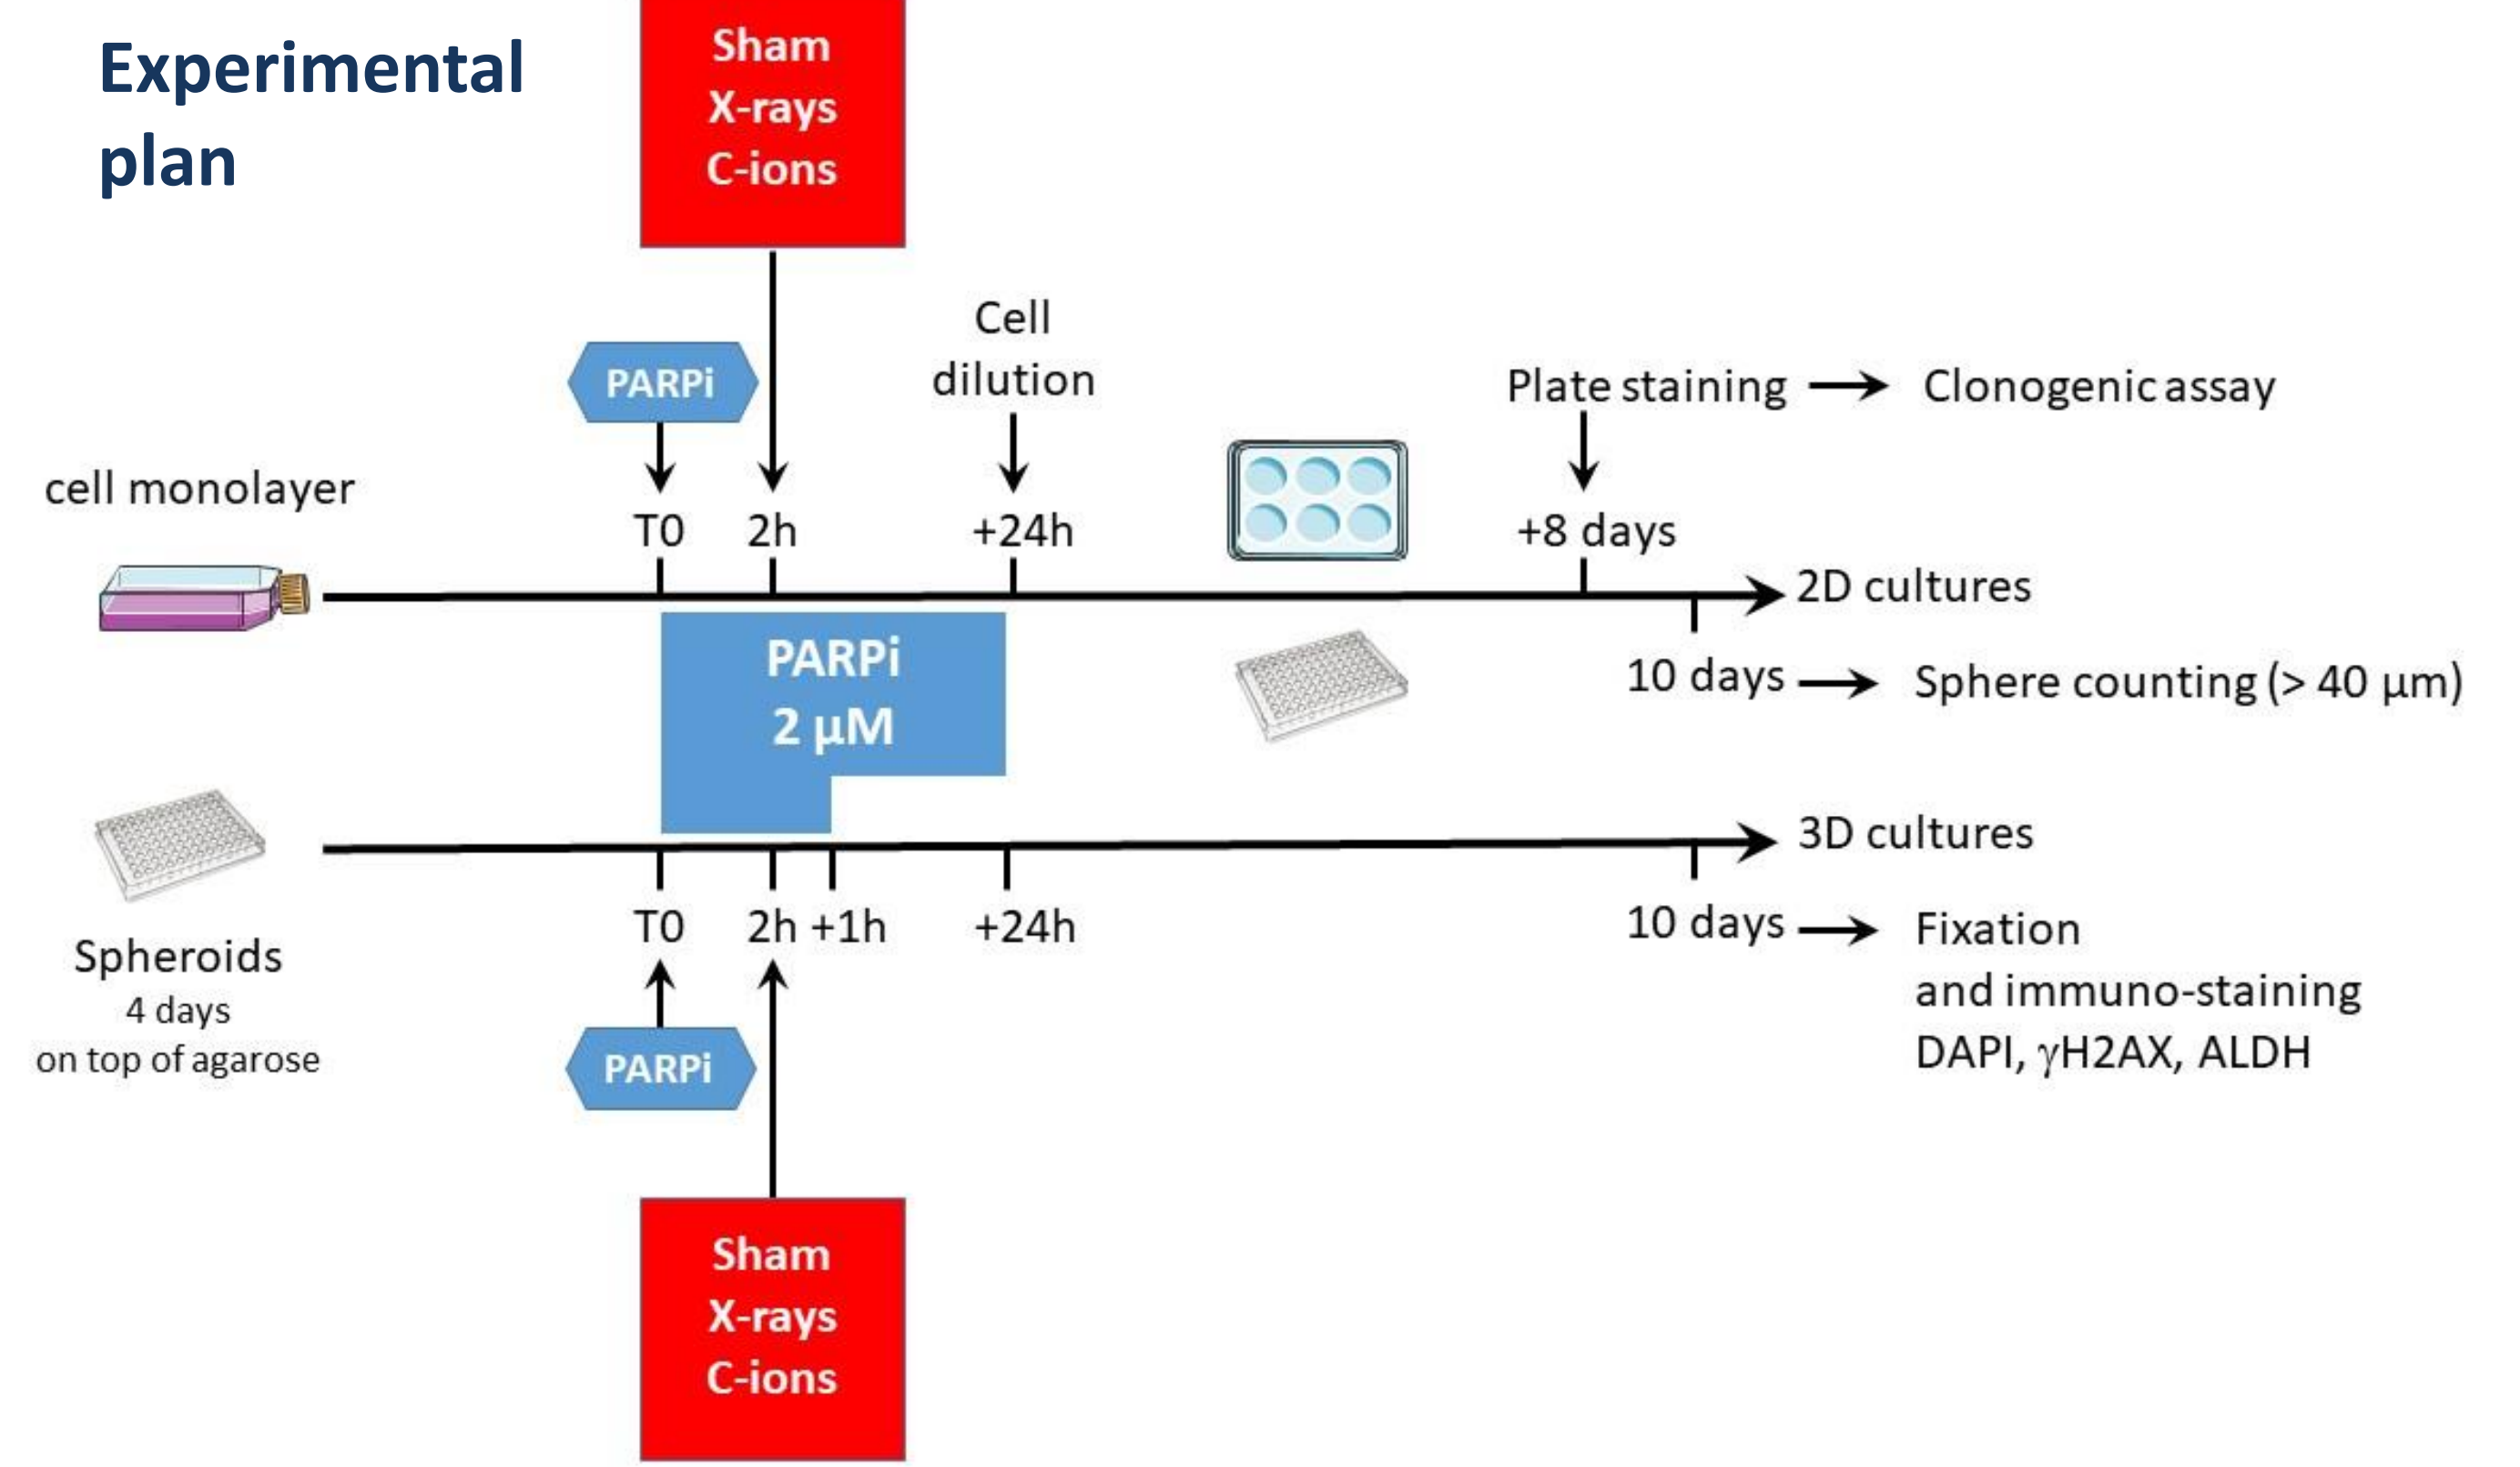 Experimental
plan
Sham
X-rays
C-ions
PARPi
Cell
dilution
Plate staining
Clonogenic assay
cell monolayer
T0
2h
+24h
+8 days
2D cultures
PARPi
2 µM
10 days
Sphere counting (> 40 µm)
3D cultures
T0
2h
+1h
+24h
10 days
Spheroids
4 days
on top of agarose
Fixation
and immuno-staining
DAPI, γH2AX, ALDH
PARPi
Sham
X-rays
C-ions